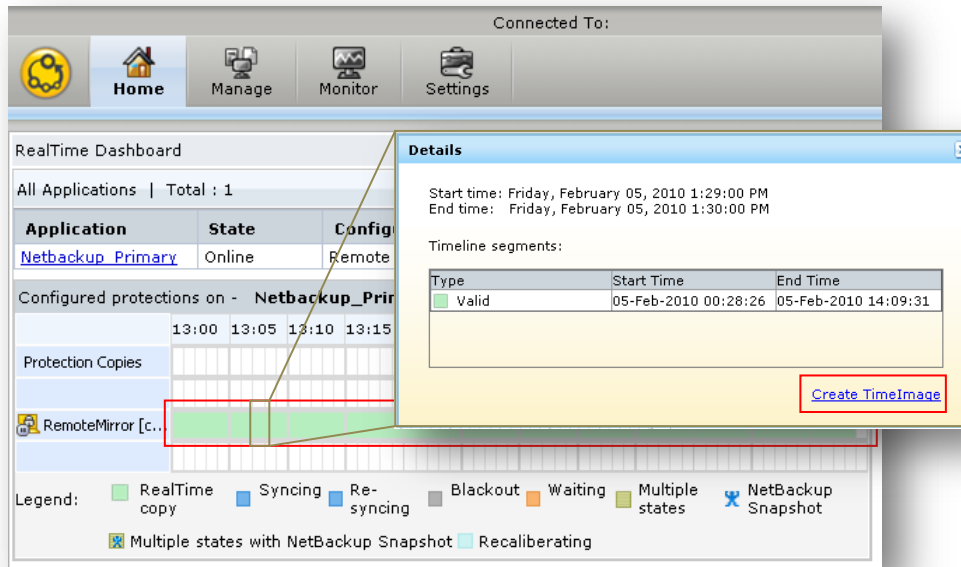 Connected To:
Home Manage Monitor Settings
RealTime Dashboard
All Applications | Total : 1
Application State Config
Netbackup_Primary Online Remote
Configured protections on - Netbackup_Prir
13:00 13:05 13:10 13:15
Protection Copies
RemoteMirror [c...
Legend: RealTime copy Syncing Re-syncing Blackout Waiting Multiple states NetBackup Snapshot
Multiple states with NetBackup Snapshot Recaliberating
Details
Start time: Friday, February 05, 2010 1:29:00 PM
End time: Friday, February 05, 2010 1:30:00 PM
Timeline segments:
Type Start Time End Time
Valid 05-Feb-2010 00:28:26 05-Feb-2010 14:09:31
Create TimeImage